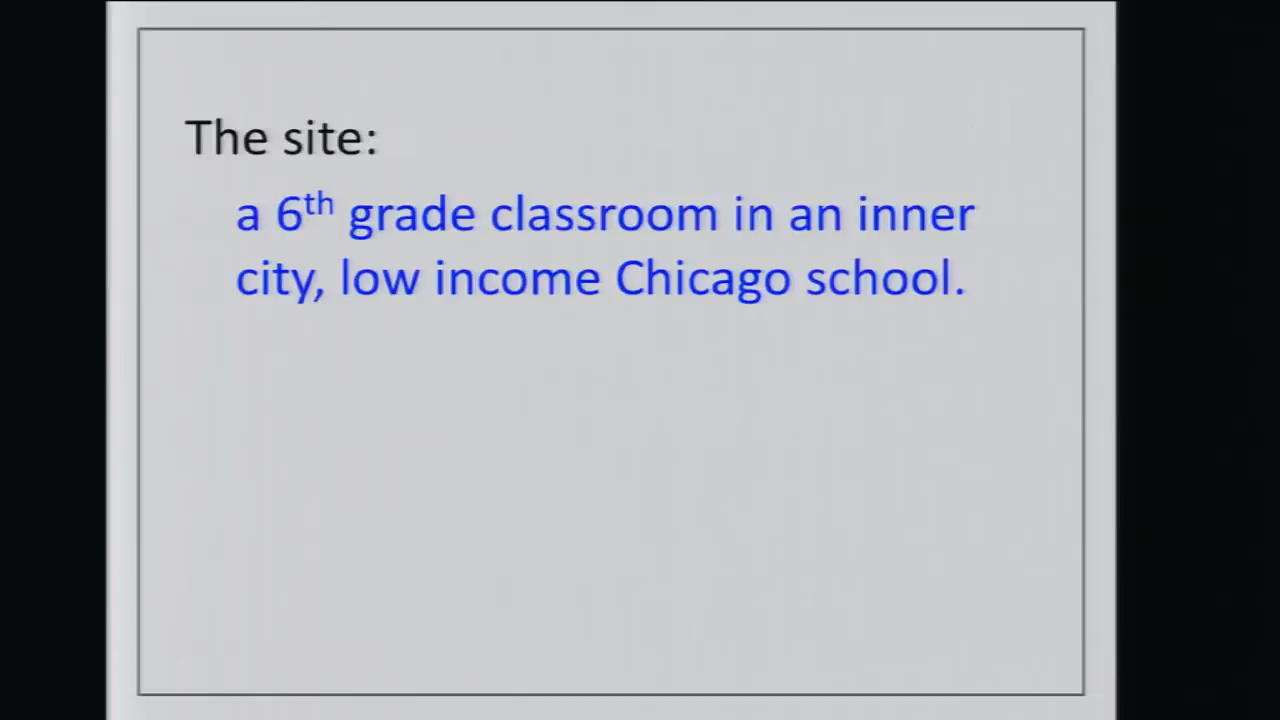 The site:
a 6th grade classroom in an inner
city, low income Chicago school.